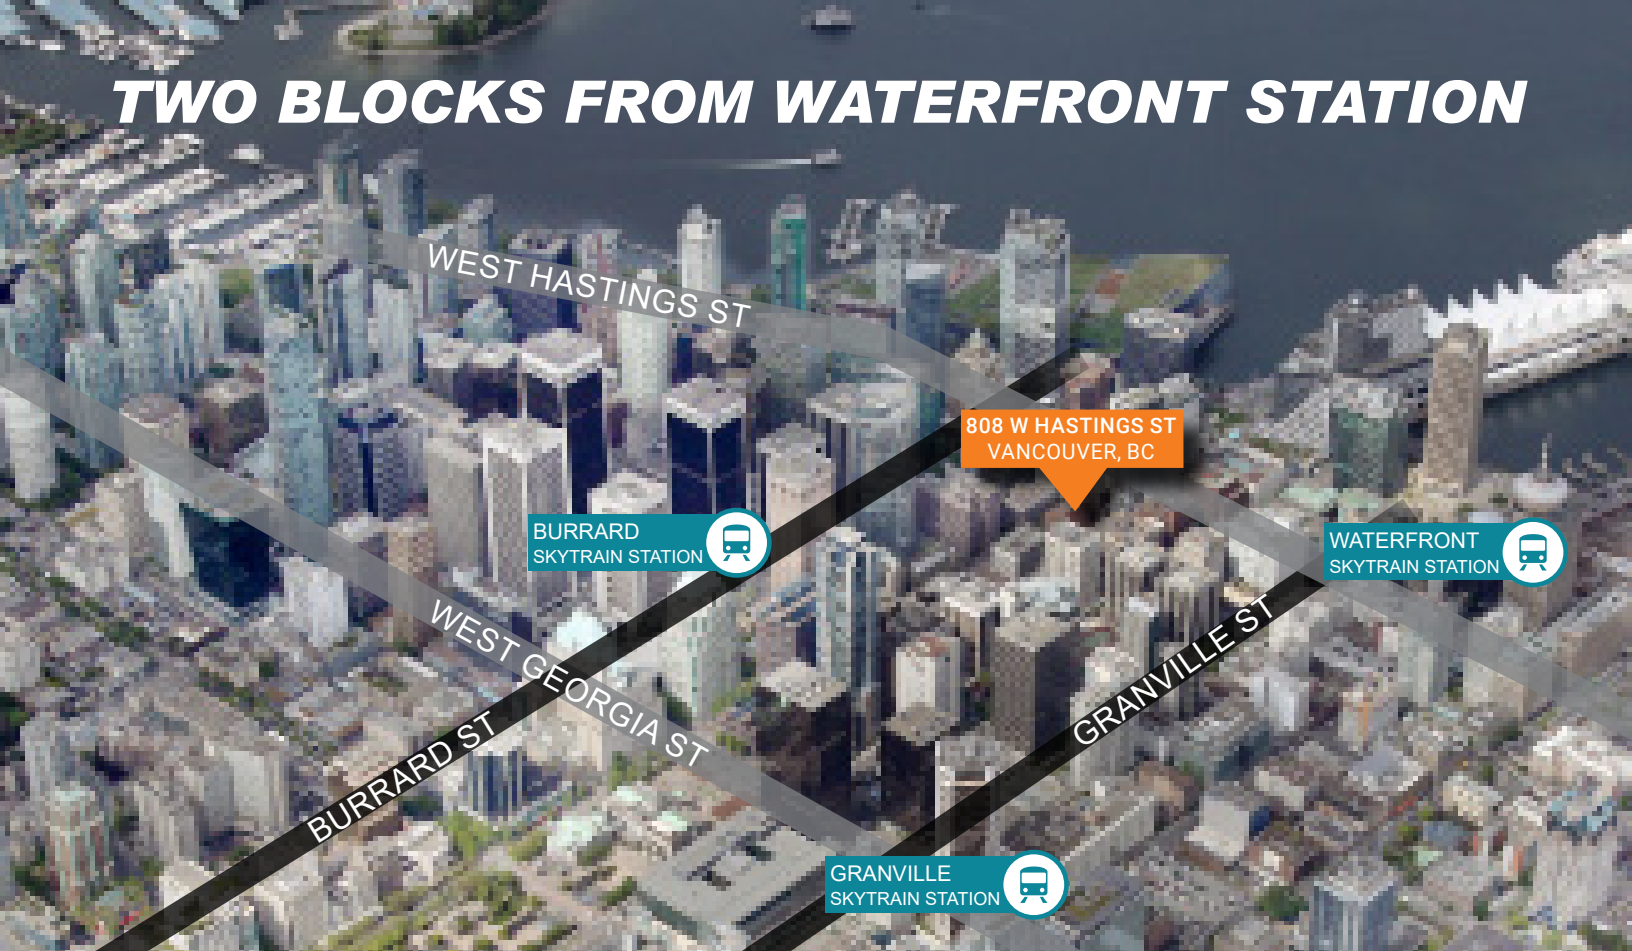 TWO BLOCKS FROM WATERFRONT STATION
WEST HASTINGS ST
808 W HASTINGS ST
VANCOUVER, BC
BURRARD
SKYTRAIN STATION
WATERFRONT
SKYTRAIN STATION
WEST GEORGIA ST
GRANVILLE ST
BURRARD ST
GRANVILLE
SKYTRAIN STATION